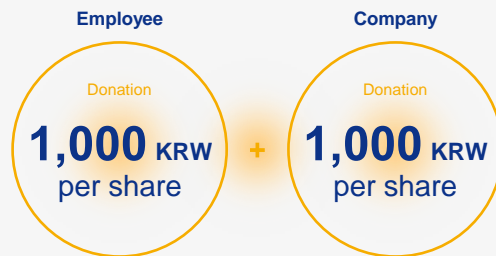 Employee
Company
Donation
1,000 KRW
per share
+
Donation
1,000 KRW
per share